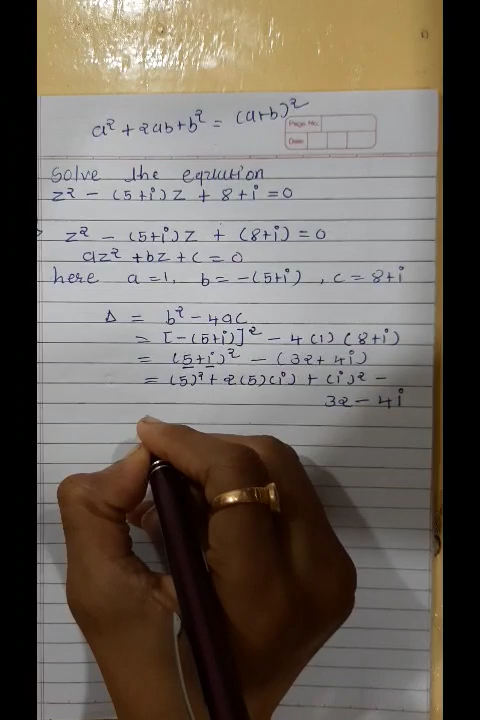 a² + 2ab + b² = (a+b)²
Page No.
Date
Solve the equation
z² - (5+i)z + 8+i = 0
z² - (5+i)z + (8+i) = 0
az² + bz + c = 0
here a = 1, b = -(5+i), c = 8+i
Δ = b² - 4ac
= [-(5+i)]² - 4(1)(8+i)
= (5+i)² - (32+4i)
= (5)² + 2(5)(i) + (i)² -
32 - 4i